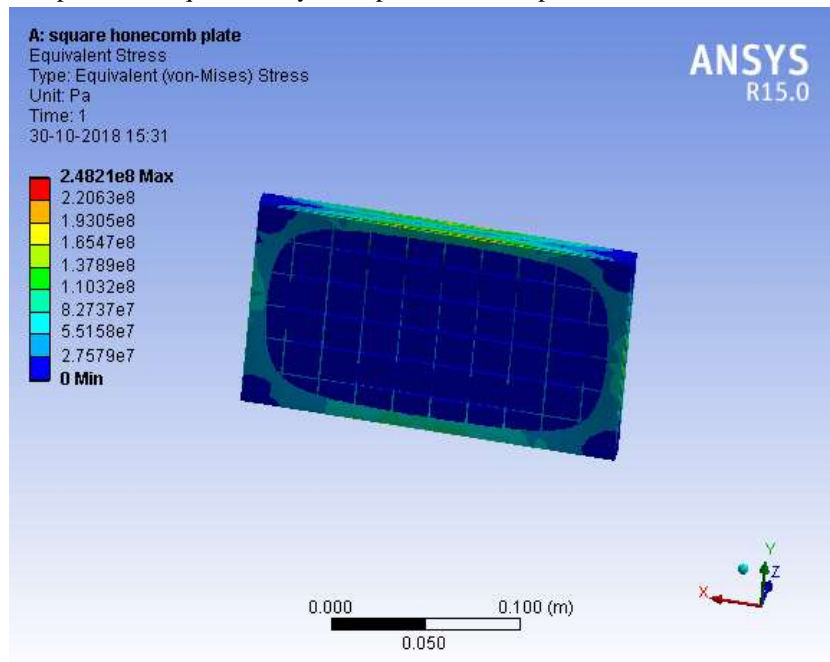 A: square honecomb plate
Equivalent Stress
Type: Equivalent (von-Mises) Stress
Unit: Pa
Time: 1
30-10-2018 15:31
ANSYS
R15.0
2.4821e8 Max
2.2063e8
1.9305e8
1.6547e8
1.3789e8
1.1032e8
8.2737e7
5.5158e7
2.7579e7
0 Min
Y
Z
X
0.000 0.100 (m)
0.050